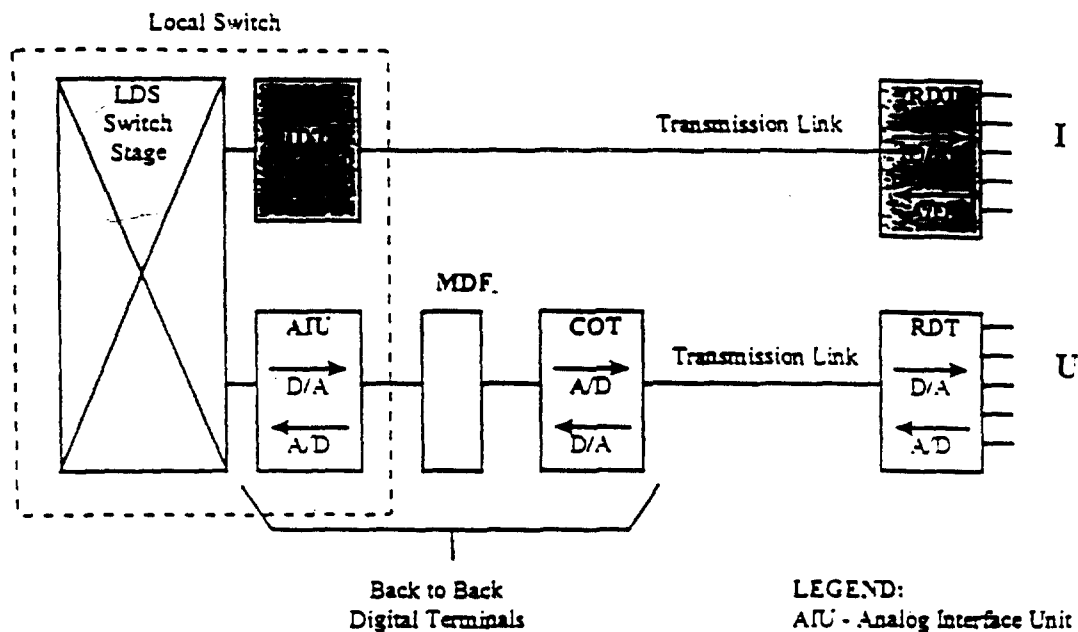 Local Switch
LDS
Switch
Stage
Transmission Link
RDT
I
MDF
AIU
D/A
A/D
COT
A/D
D/A
Transmission Link
RDT
D/A
A/D
U
Back to Back
Digital Terminals
LEGEND:
AIU - Analog Interface Unit